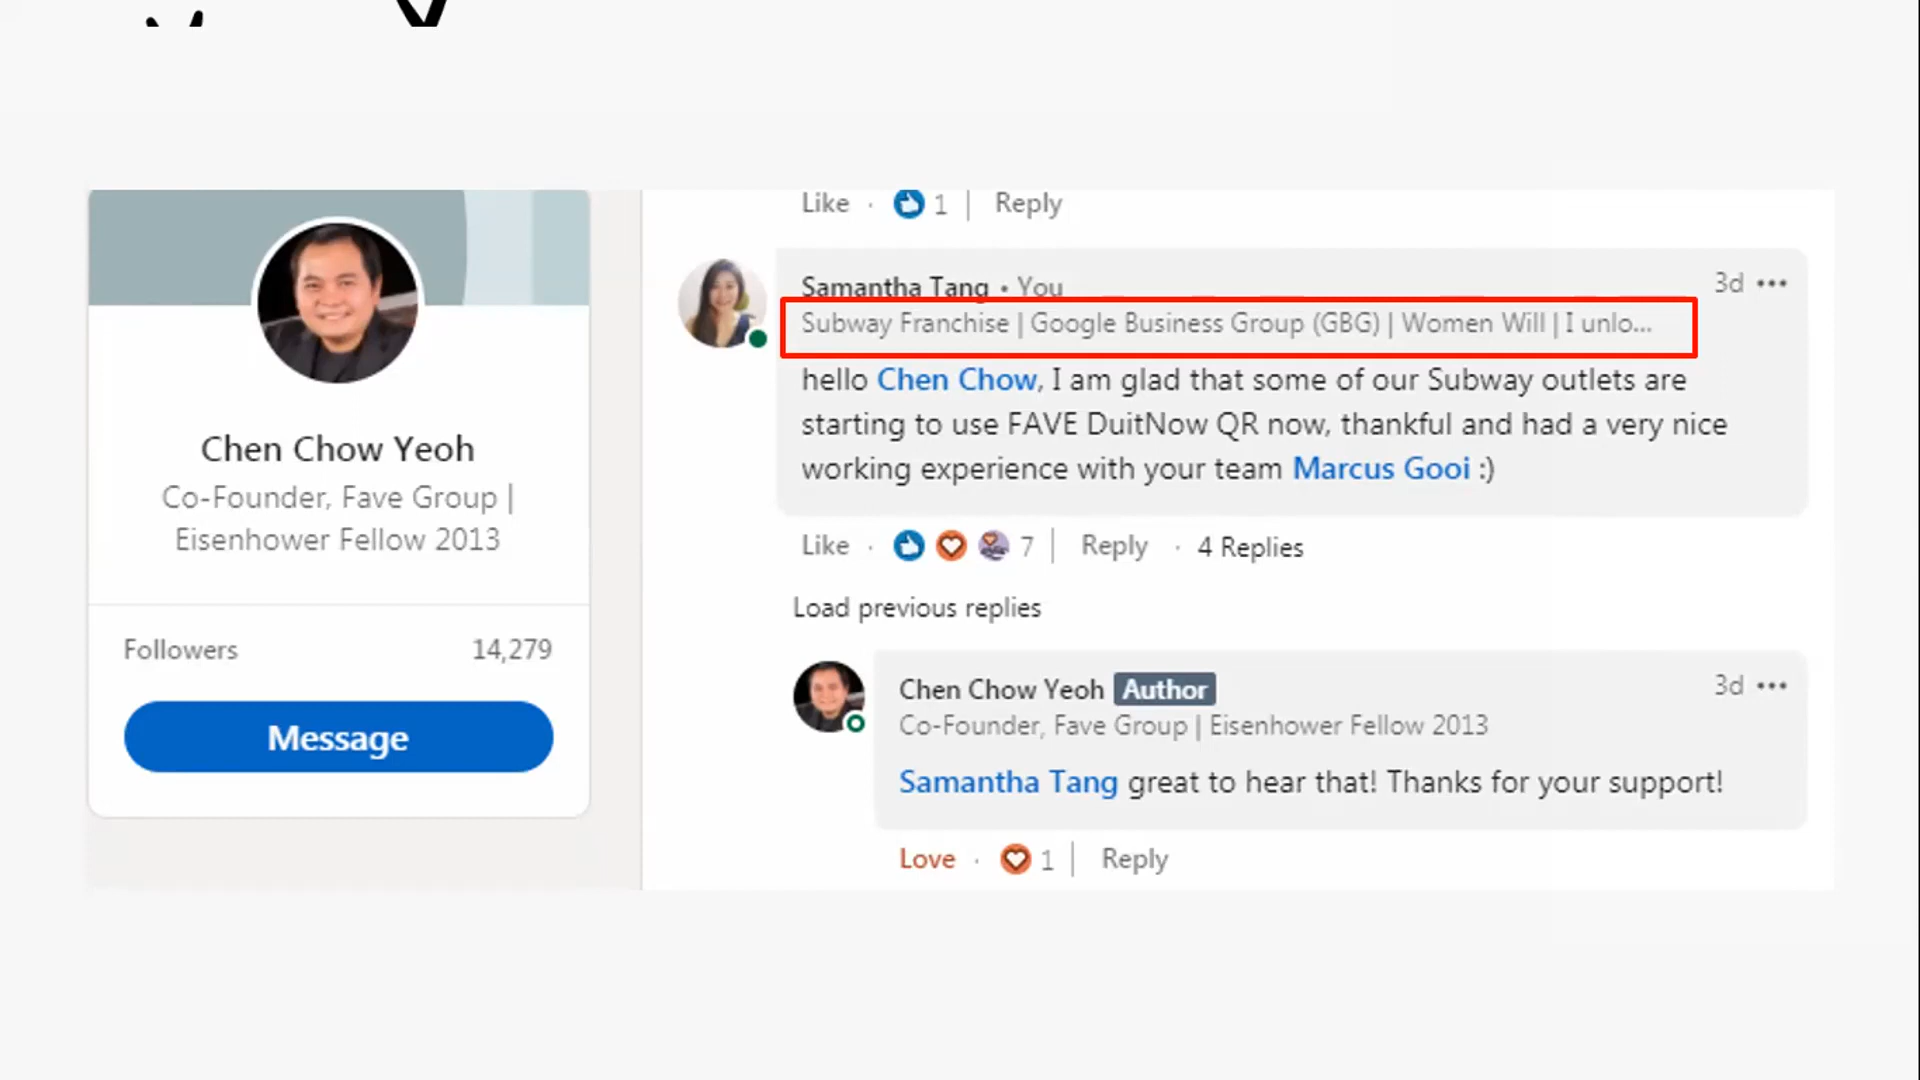 Chen Chow Yeoh
Co-Founder, Fave Group |
Eisenhower Fellow 2013
Followers 14,279
Message
Like · 1 | Reply
Samantha Tang • You 3d
Subway Franchise | Google Business Group (GBG) | Women Will | I unlo...
hello Chen Chow, I am glad that some of our Subway outlets are
starting to use FAVE DuitNow QR now, thankful and had a very nice
working experience with your team Marcus Gooi :)
Like · 7 | Reply · 4 Replies
Load previous replies
Chen Chow Yeoh Author 3d
Co-Founder, Fave Group | Eisenhower Fellow 2013
Samantha Tang great to hear that! Thanks for your support!
Love · 1 | Reply